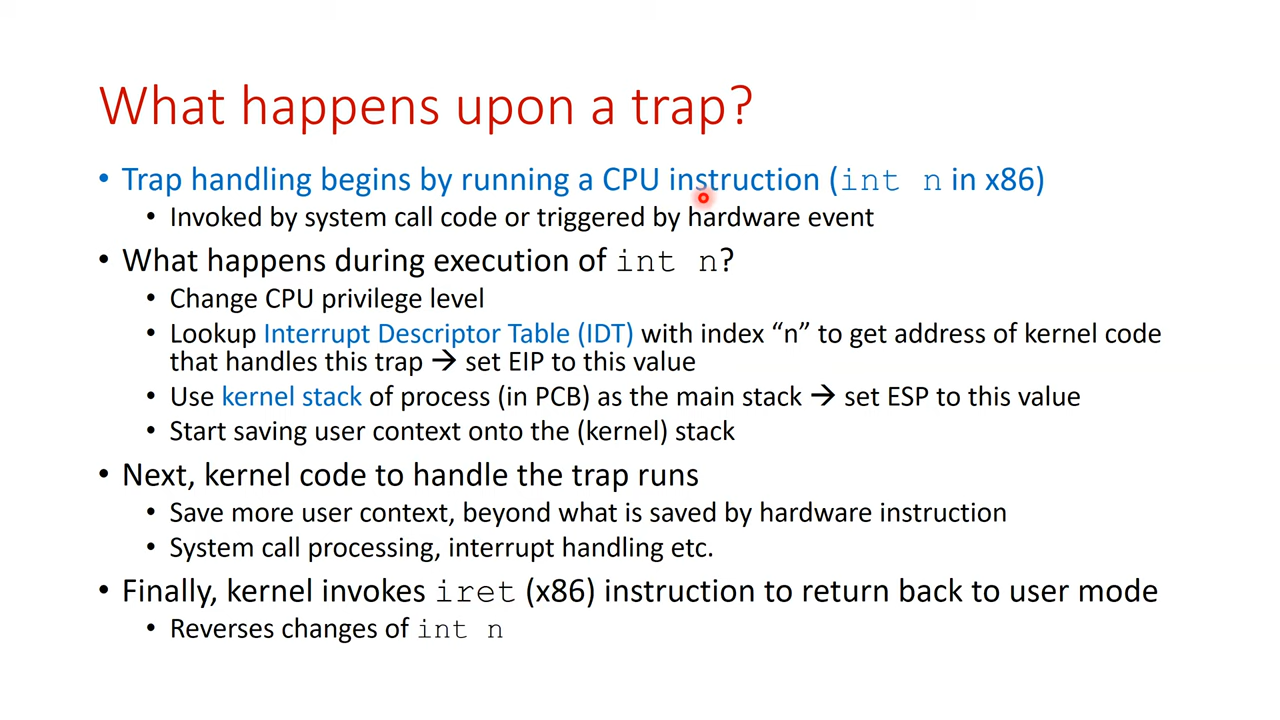 What happens upon a trap?
• Trap handling begins by running a CPU instruction (int n in x86)
• Invoked by system call code or triggered by hardware event
• What happens during execution of int n?
• Change CPU privilege level
• Lookup Interrupt Descriptor Table (IDT) with index “n” to get address of kernel code
that handles this trap → set EIP to this value
• Use kernel stack of process (in PCB) as the main stack → set ESP to this value
• Start saving user context onto the (kernel) stack
• Next, kernel code to handle the trap runs
• Save more user context, beyond what is saved by hardware instruction
• System call processing, interrupt handling etc.
• Finally, kernel invokes iret (x86) instruction to return back to user mode
• Reverses changes of int n